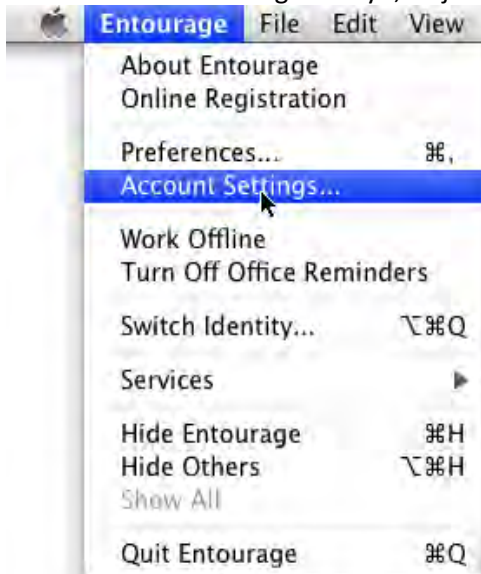 Entourage File Edit View
About Entourage
Online Registration
Preferences... ⌘,
Account Settings...
Work Offline
Turn Off Office Reminders
Switch Identity... ⌥⌘Q
Services ▶
Hide Entourage ⌘H
Hide Others ⌥⌘H
Show All
Quit Entourage ⌘Q